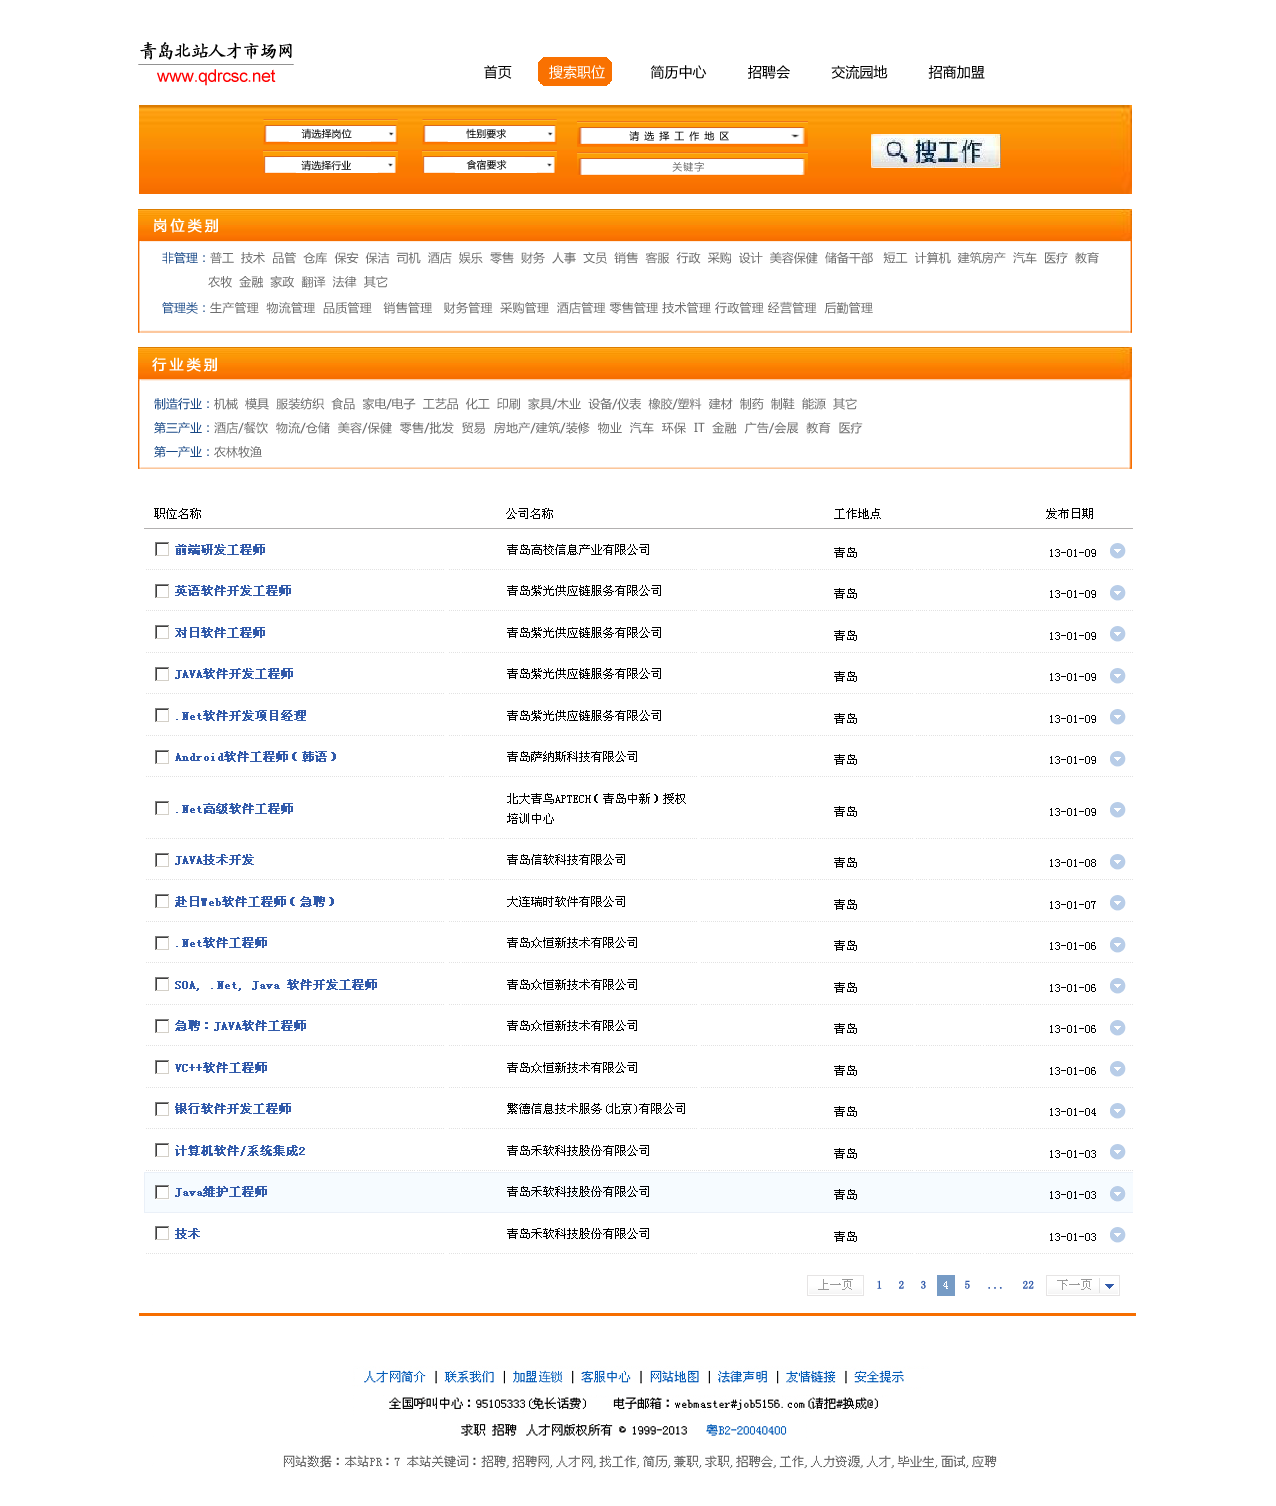 青岛北站人才市场网
www.qdrcsc.net
首页 搜索职位 简历中心 招聘会 交流园地 招商加盟
请选择岗位 性别要求 请选择工作地区
搜工作
请选择行业 食宿要求 关键字
岗位类别
非管理：普工 技术 品管 仓库 保安 保洁 司机 酒店 娱乐 零售 财务 人事 文员 销售 客服 行政 采购 设计 美容保健 储备干部 短工 计算机 建筑房产 汽车 医疗 教育
农牧 金融 家政 翻译 法律 其它
管理类：生产管理 物流管理 品质管理 销售管理 财务管理 采购管理 酒店管理 零售管理 技术管理 行政管理 经营管理 后勤管理
行业类别
制造行业：机械 模具 服装纺织 食品 家电/电子 工艺品 化工 印刷 家具/木业 设备/仪表 橡胶/塑料 建材 制药 制鞋 能源 其它
第三产业：酒店/餐饮 物流/仓储 美容/保健 零售/批发 贸易 房地产/建筑/装修 物业 汽车 环保 IT 金融 广告/会展 教育 医疗
第一产业：农林牧渔
职位名称 公司名称 工作地点 发布日期
前端研发工程师 青岛高校信息产业有限公司 青岛 13-01-09
英语软件开发工程师 青岛紫光供应链服务有限公司 青岛 13-01-09
对日软件工程师 青岛紫光供应链服务有限公司 青岛 13-01-09
JAVA软件开发工程师 青岛紫光供应链服务有限公司 青岛 13-01-09
.Net软件开发项目经理 青岛紫光供应链服务有限公司 青岛 13-01-09
Android软件工程师（韩语） 青岛萨纳斯科技有限公司 青岛 13-01-09
.Net高级软件工程师 北大青鸟APTECH（青岛中新）授权 青岛 13-01-09
培训中心
JAVA技术开发 青岛信软科技有限公司 青岛 13-01-08
赴日Web软件工程师（急聘） 大连瑞时软件有限公司 青岛 13-01-07
.Net软件工程师 青岛众恒新技术有限公司 青岛 13-01-06
SOA, .Net, Java 软件开发工程师 青岛众恒新技术有限公司 青岛 13-01-06
急聘：JAVA软件工程师 青岛众恒新技术有限公司 青岛 13-01-06
VC++软件工程师 青岛众恒新技术有限公司 青岛 13-01-06
银行软件开发工程师 繁德信息技术服务(北京)有限公司 青岛 13-01-04
计算机软件/系统集成2 青岛禾软科技股份有限公司 青岛 13-01-03
Java维护工程师 青岛禾软科技股份有限公司 青岛 13-01-03
技术 青岛禾软科技股份有限公司 青岛 13-01-03
上一页 1 2 3 4 5 ... 22 下一页
人才网简介 | 联系我们 | 加盟连锁 | 客服中心 | 网站地图 | 法律声明 | 友情链接 | 安全提示
全国呼叫中心：95105333(免长话费) 电子邮箱：webmaster#job5156.com(请把#换成@)
求职 招聘 人才网版权所有 © 1999-2013 粤B2-20040400
网站数据：本站PR：7 本站关键词：招聘,招聘网,人才网,找工作,简历,兼职,求职,招聘会,工作,人力资源,人才,毕业生,面试,应聘